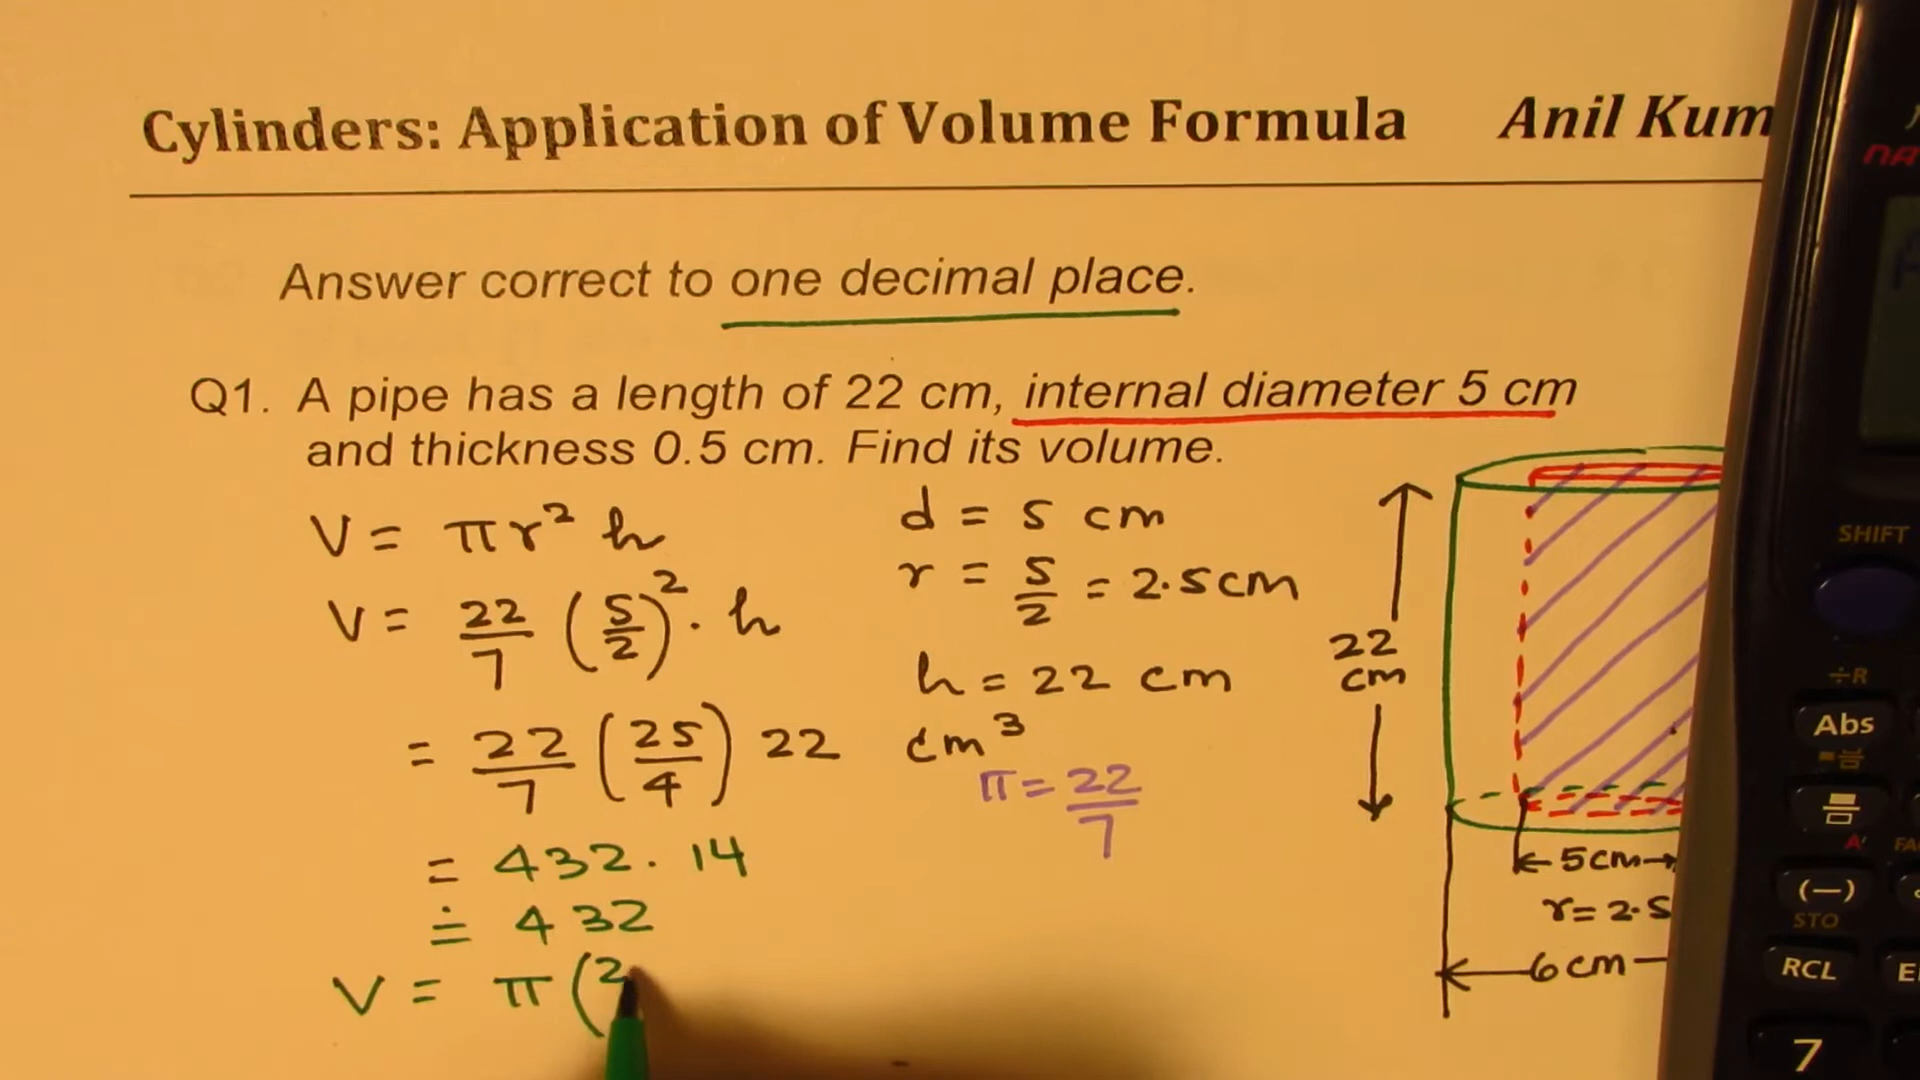 Cylinders: Application of Volume Formula Anil Kum
Answer correct to one decimal place.
Q1. A pipe has a length of 22 cm, internal diameter 5 cm
and thickness 0.5 cm. Find its volume.
V = πr² h
d = 5 cm
V = 22/7 (5/2)² · h
r = 5/2 = 2.5cm
h = 22 cm
22 cm
= 22/7 (25/4) 22 cm³
π = 22/7
= 432.14
≐ 432
V = π (2
5cm
r = 2.5
6cm
SHIFT
÷R
Abs
(−)
STO
RCL
7